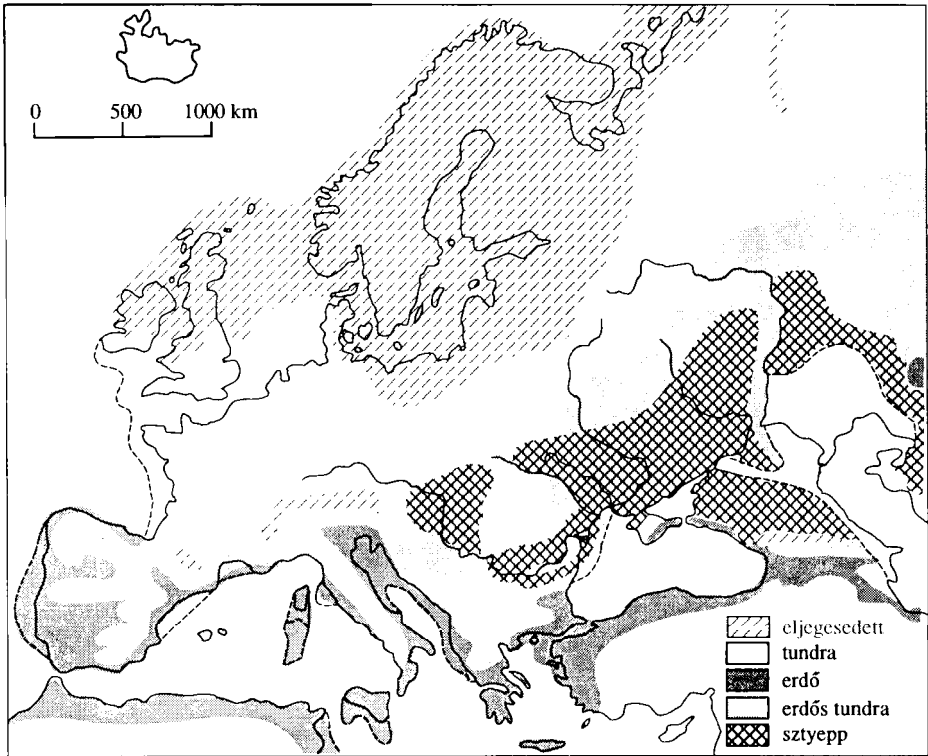 0 500 1000 km
eljegesedett
tundra
erdő
erdős tundra
sztyepp